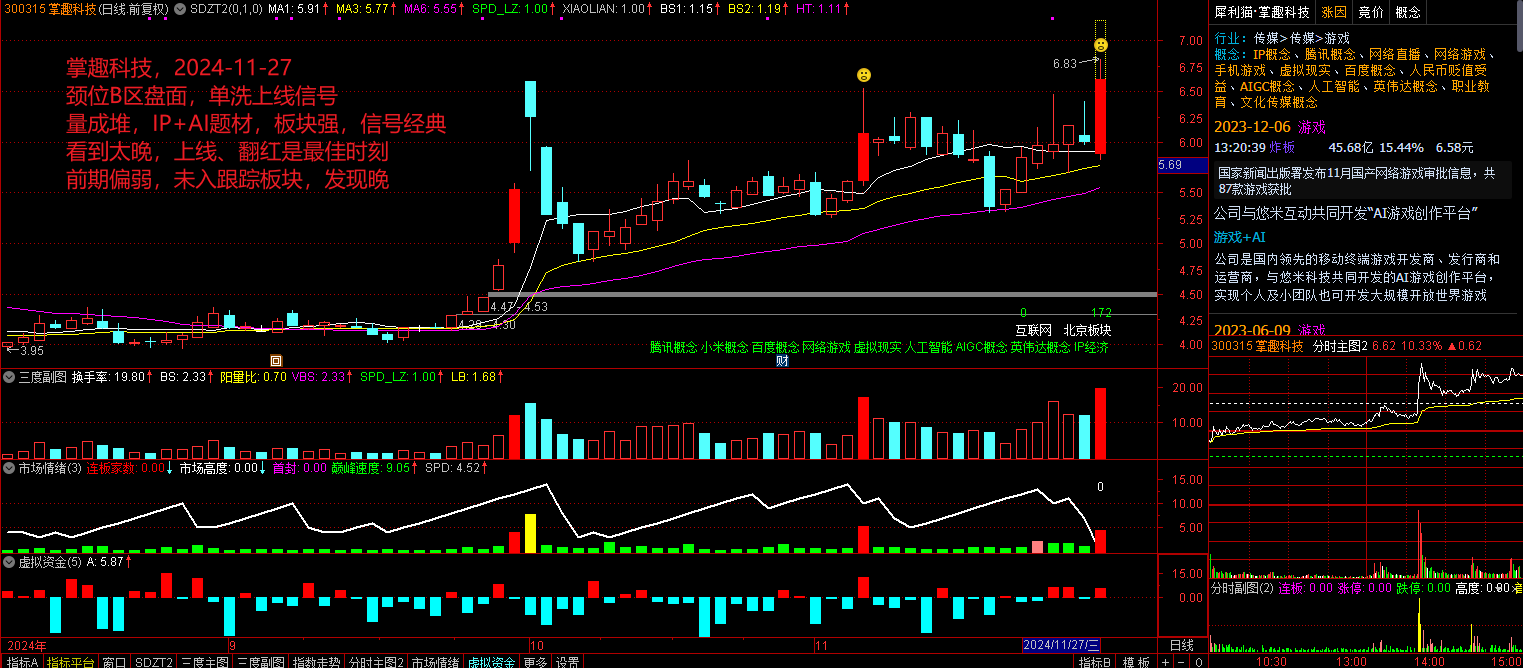 300315 掌趣科技(日线.前复权) SDZT2(0,1,0) MA1: 5.91↑ MA3: 5.77↑ MA6: 5.65↑ SPD_LZ: 1.00↑ XIAOLIAN: 1.00↑ BS1: 1.15↑ BS2: 1.19↑ HT: 1.11↑
掌趣科技，2024-11-27
颈位B区盘面，单洗上线信号
量成堆，IP+AI题材，板块强，信号经典
看到太晚，上线、翻红是最佳时刻
前期偏弱，未入跟踪板块，发现晚
6.83
7.00
6.75
6.50
6.25
6.00
5.69
5.50
5.25
5.00
4.75
4.50
4.25
4.00
4.47 4.53
4.28 4.30
←3.95
0 172
互联网 北京板块
腾讯概念 小米概念 百度概念 网络游戏 虚拟现实 人工智能 AIGC概念 英伟达概念 IP经济
回
财
三度副图 换手率: 19.80↑ BS: 2.33↑ 阳量比: 0.70 VBS: 2.33↑ SPD_LZ: 1.00↑ LB: 1.68↑
20.00
10.00
市场情绪(3) 连板家数: 0.00↓ 市场高度: 0.00↓ 首封: 0.00 巅峰速度: 9.05↑ SPD: 4.52↑
0
15.00
10.00
5.00
虚拟资金(5) A: 5.87↑
15.00
0.00
2024年 9 10 11 2024/11/27/三 日线
指标A 指标平台 窗口 SDZT2 三度主图 三度副图 指数走势 分时主图2 市场情绪 虚拟资金 更多 设置 指标B 模板 + - 0
犀利猫·掌趣科技 涨因 竞价 概念
行业: 传媒>传媒>游戏
概念: IP概念、腾讯概念、网络直播、网络游戏、
手机游戏、虚拟现实、百度概念、人民币贬值受
益、AIGC概念、人工智能、英伟达概念、职业教
育、文化传媒概念
2023-12-06 游戏
13:20:39 炸板 45.68亿 15.44% 6.58元
国家新闻出版署发布11月国产网络游戏审批信息，共
87款游戏获批
公司与悠米互动共同开发“AI游戏创作平台”
游戏+AI
公司是国内领先的移动终端游戏开发商、发行商和
运营商，与悠米科技共同开发的AI游戏创作平台，
实现个人及小团队也可开发大规模开放世界游戏
2023-06-09 游戏
300315 掌趣科技 分时主图2 6.62 10.33% ▲0.62
分时副图(2) 连板: 0.00 涨停: 0.00 跌停: 0.00 高度: 0.00
10:30 13:00 14:00 15:00